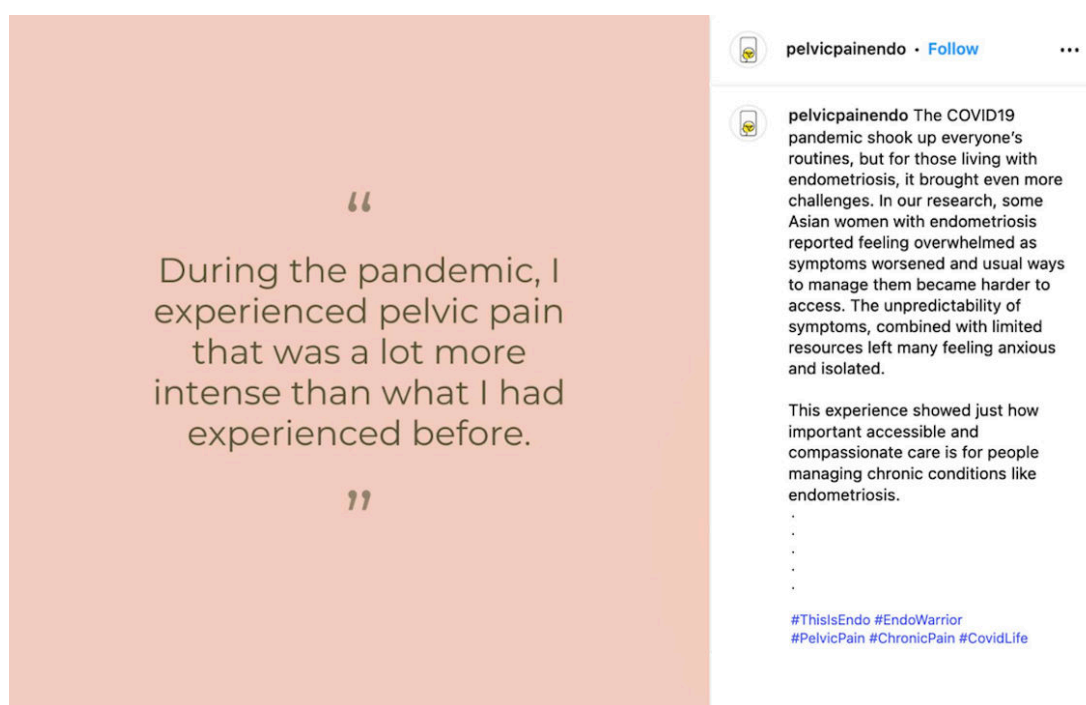 “
During the pandemic, I
experienced pelvic pain
that was a lot more
intense than what I had
experienced before.
”
pelvicpainendo • Follow
...
pelvicpainendo The COVID19
pandemic shook up everyone’s
routines, but for those living with
endometriosis, it brought even more
challenges. In our research, some
Asian women with endometriosis
reported feeling overwhelmed as
symptoms worsened and usual ways
to manage them became harder to
access. The unpredictability of
symptoms, combined with limited
resources left many feeling anxious
and isolated.
This experience showed just how
important accessible and
compassionate care is for people
managing chronic conditions like
endometriosis.
.
.
.
.
.
#ThisIsEndo #EndoWarrior
#PelvicPain #ChronicPain #CovidLife